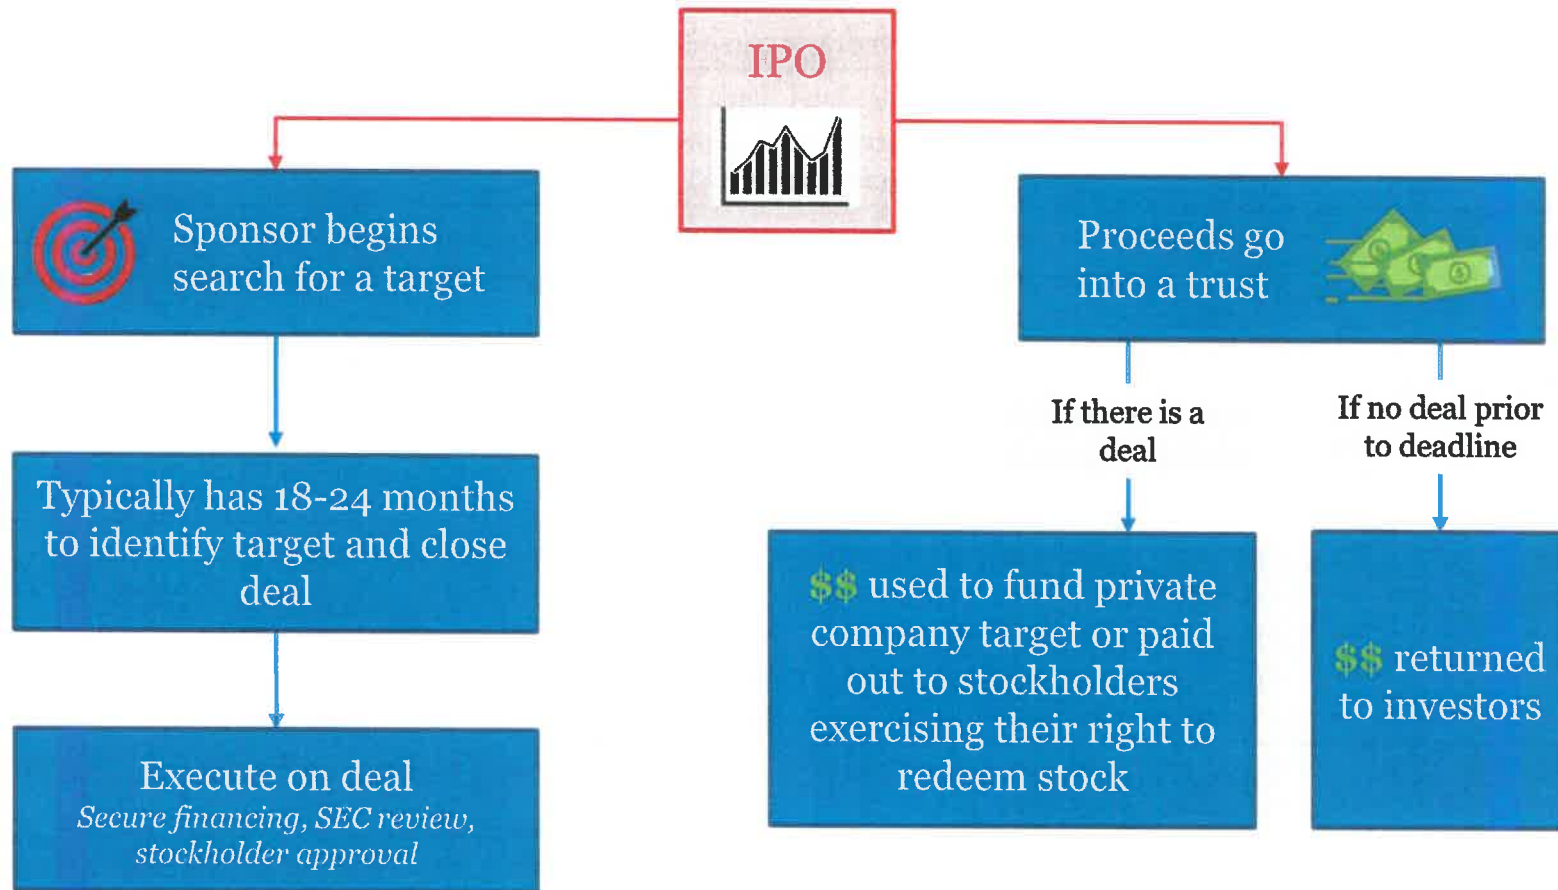 IPO
Sponsor begins
search for a target
Proceeds go
into a trust
If there is a
deal
If no deal prior
to deadline
Typically has 18-24 months
to identify target and close
deal
$$ used to fund private
company target or paid
out to stockholders
exercising their right to
redeem stock
$$ returned
to investors
Execute on deal
Secure financing, SEC review,
stockholder approval